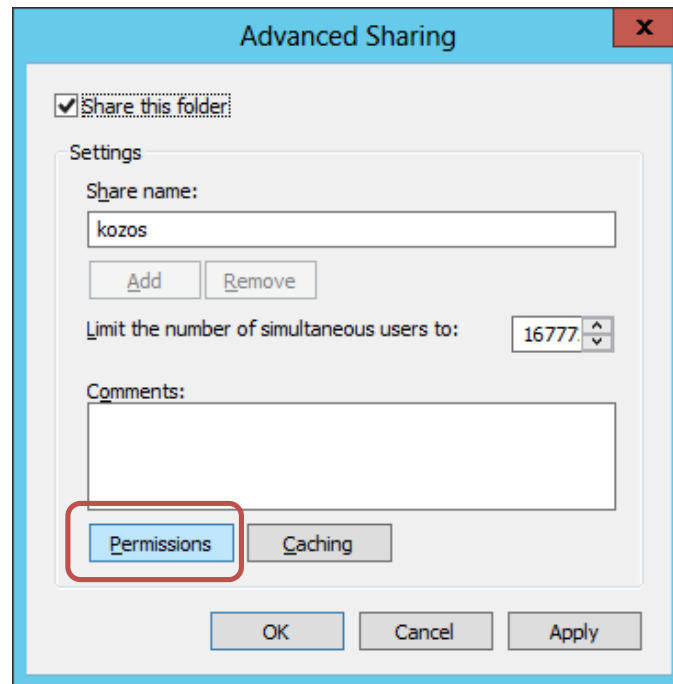 Advanced Sharing
x
Share this folder
Settings
Share name:
kozos
Add Remove
Limit the number of simultaneous users to: 16777
Comments:
Permissions Caching
OK Cancel Apply